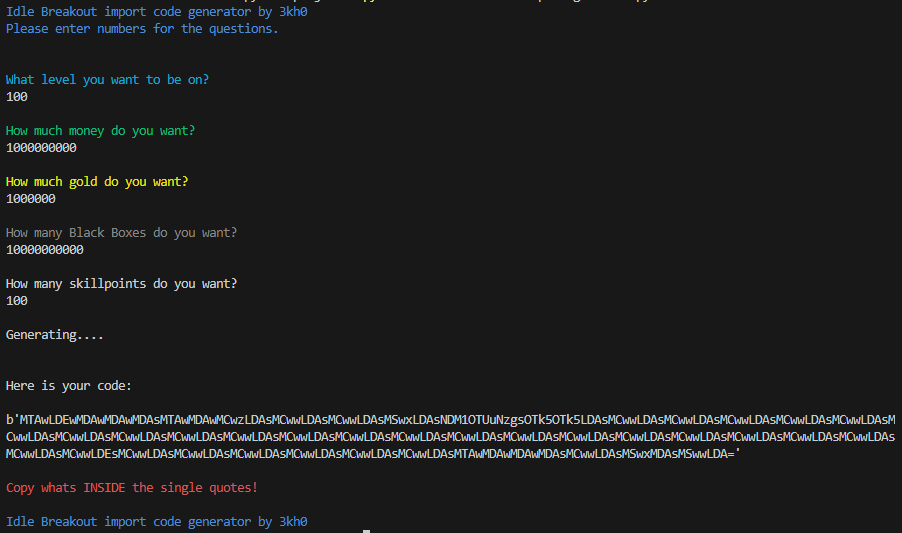 Idle Breakout import code generator by 3kh0
Please enter numbers for the questions.
What level you want to be on?
100
How much money do you want?
1000000000
How much gold do you want?
1000000
How many Black Boxes do you want?
10000000000
How many skillpoints do you want?
100
Generating....
Here is your code:
b'MTAwLDEwMDAwMDAwMDAsMTAwMDAwMCwzLDAsMCwwLDAsMCwwLDAsMSwxLDAsNDM1OTUuNzgsOTk5OTk5LDAsMCwwLDAsMCwwLDAsMCwwLDAsMCwwLDAsMCwwLDAsM
CwwLDAsMCwwLDAsMCwwLDAsMCwwLDAsMCwwLDAsMCwwLDAsMCwwLDAsMCwwLDAsMCwwLDAsMCwwLDAsMCwwLDAsMCwwLDAsMCwwLDAsMCwwLDAsMCwwLDAsMCwwLDAs
MCwwLDAsMCwwLDEsMCwwLDAsMCwwLDAsMCwwLDAsMCwwLDAsMCwwLDAsMCwwLDAsMTAwMDAwMDAwMDAsMCwwLDAsMSwxMDAsMSwwLDA='
Copy whats INSIDE the single quotes!
Idle Breakout import code generator by 3kh0